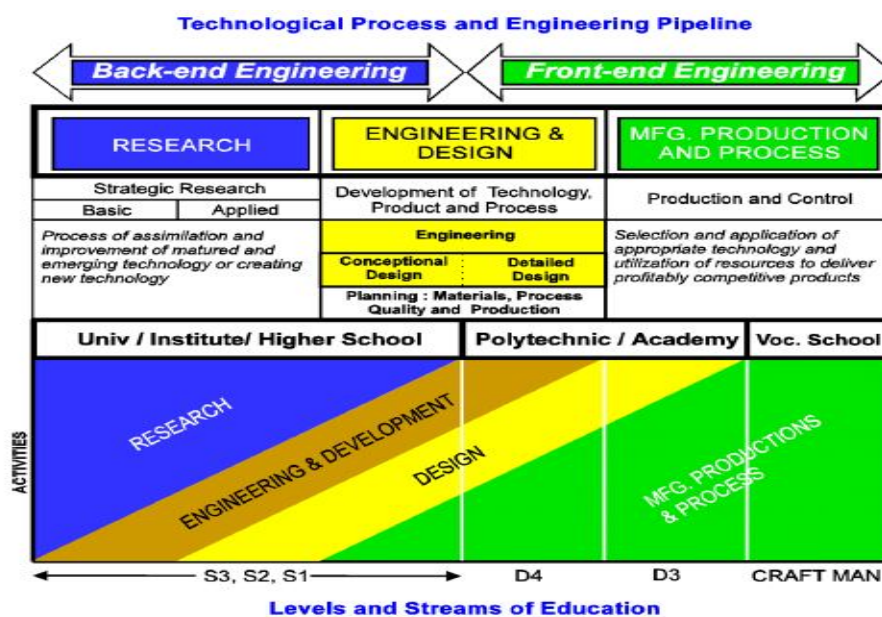 Technological Process and Engineering Pipeline
Back-end Engineering
Front-end Engineering
RESEARCH
ENGINEERING &
DESIGN
MFG. PRODUCTION
AND PROCESS
Strategic Research
Basic
Applied
Process of assimilation and
improvement of matured and
emerging technology or creating
new technology
Development of Technology,
Product and Process
Engineering
Conceptional
Design
Detailed
Design
Planning : Materials, Process
Quality and Production
Production and Control
Selection and application of
appropriate technology and
utilization of resources to deliver
profitably competitive products
Univ / Institute/ Higher School
Polytechnic / Academy
Voc. School
ACTIVITIES
RESEARCH
ENGINEERING & DEVELOPMENT
DESIGN
MFG. PRODUCTIONS
& PROCESS
S3, S2, S1
D4
D3
CRAFT MAN
Levels and Streams of Education